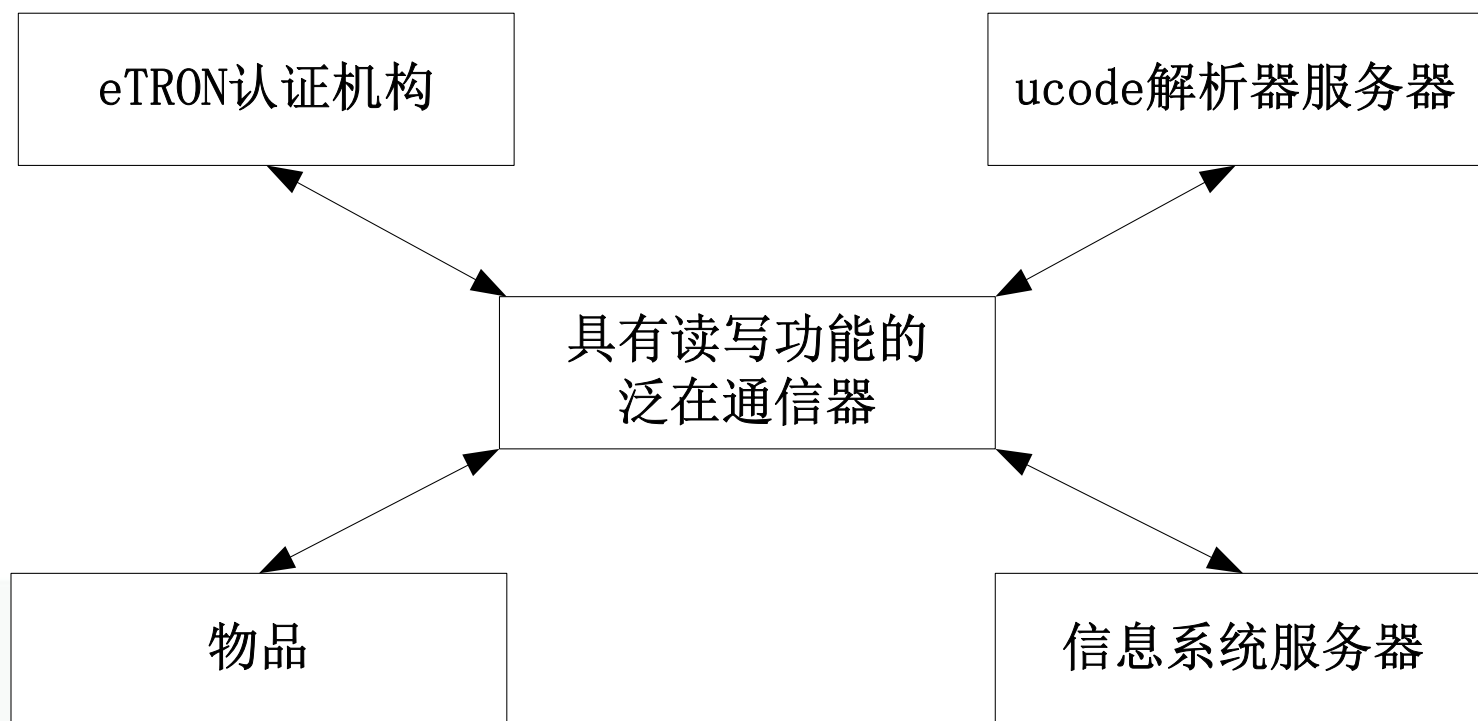 eTRON认证机构
ucode解析器服务器
具有读写功能的
泛在通信器
物品
信息系统服务器